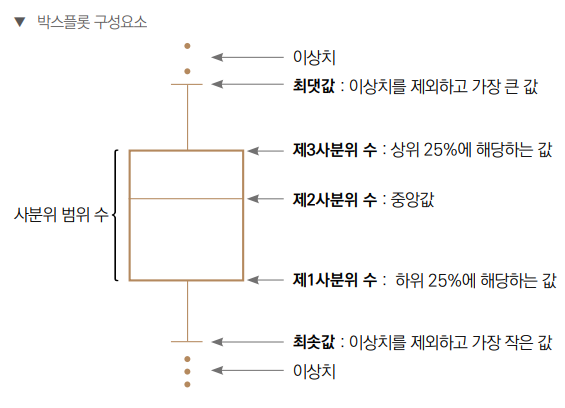 ▼ 박스플롯 구성요소
이상치
최댓값 : 이상치를 제외하고 가장 큰 값
제3사분위 수 : 상위 25%에 해당하는 값
제2사분위 수 : 중앙값
사분위 범위 수
제1사분위 수 : 하위 25%에 해당하는 값
최솟값 : 이상치를 제외하고 가장 작은 값
이상치